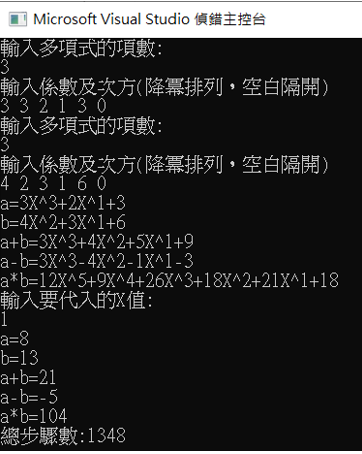 Microsoft Visual Studio 偵錯主控台
輸入多項式的項數:
3
輸入係數及次方(降冪排列，空白隔開)
3 3 2 1 3 0
輸入多項式的項數:
3
輸入係數及次方(降冪排列，空白隔開)
4 2 3 1 6 0
a=3X^3+2X^1+3
b=4X^2+3X^1+6
a+b=3X^3+4X^2+5X^1+9
a-b=3X^3-4X^2-1X^1-3
a*b=12X^5+9X^4+26X^3+18X^2+21X^1+18
輸入要代入的X值:
1
a=8
b=13
a+b=21
a-b=-5
a*b=104
總步驟數:1348